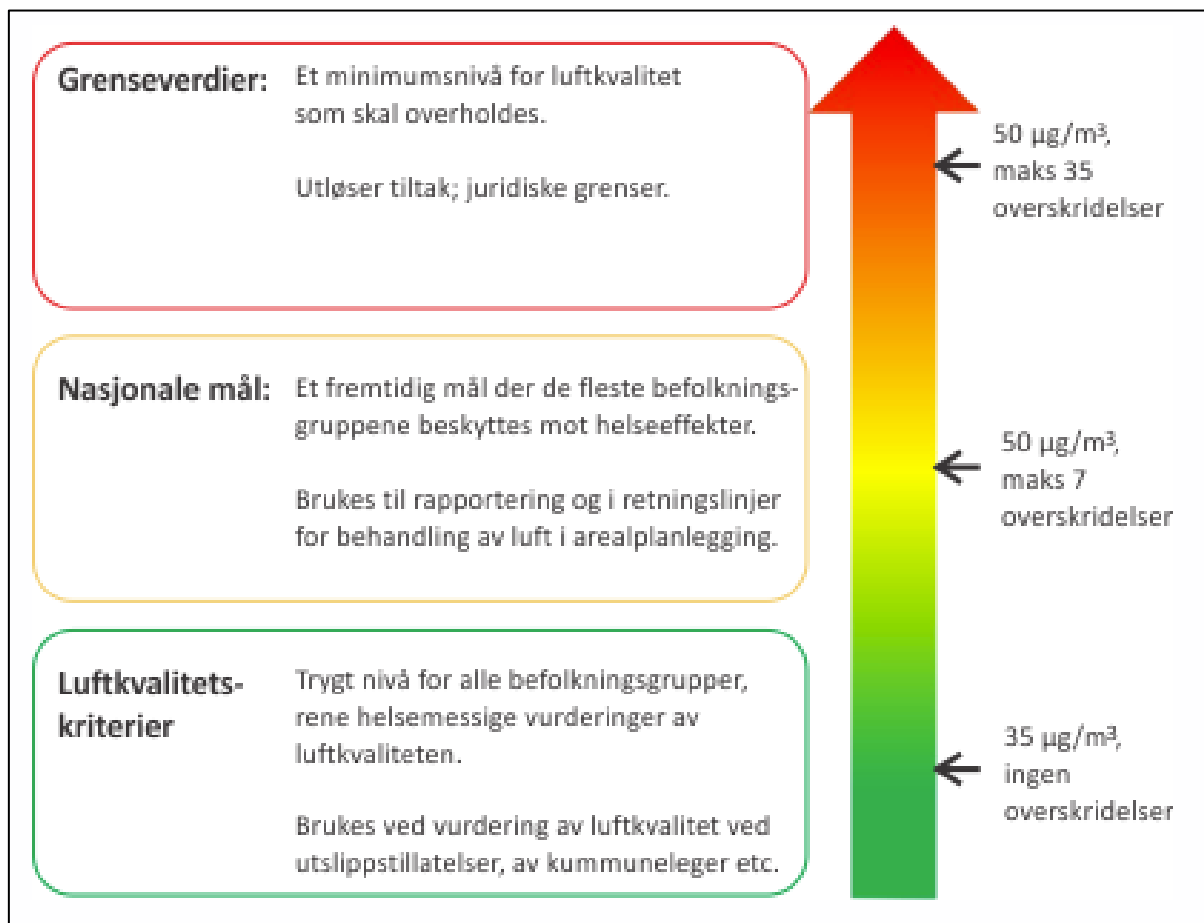 Grenseverdier:
Et minimumsnivå for luftkvalitet
som skal overholdes.
Utløser tiltak; juridiske grenser.
50 µg/m³,
maks 35
overskridelser
Nasjonale mål:
Et fremtidig mål der de fleste befolknings-
gruppene beskyttes mot helseeffekter.
Brukes til rapportering og i retningslinjer
for behandling av luft i arealplanlegging.
50 µg/m³,
maks 7
overskridelser
Luftkvalitets-
kriterier
Trygt nivå for alle befolkningsgrupper,
rene helsemessige vurderinger av
luftkvaliteten.
Brukes ved vurdering av luftkvalitet ved
utslippstillatelser, av kummuneleger etc.
35 µg/m³,
ingen
overskridelser